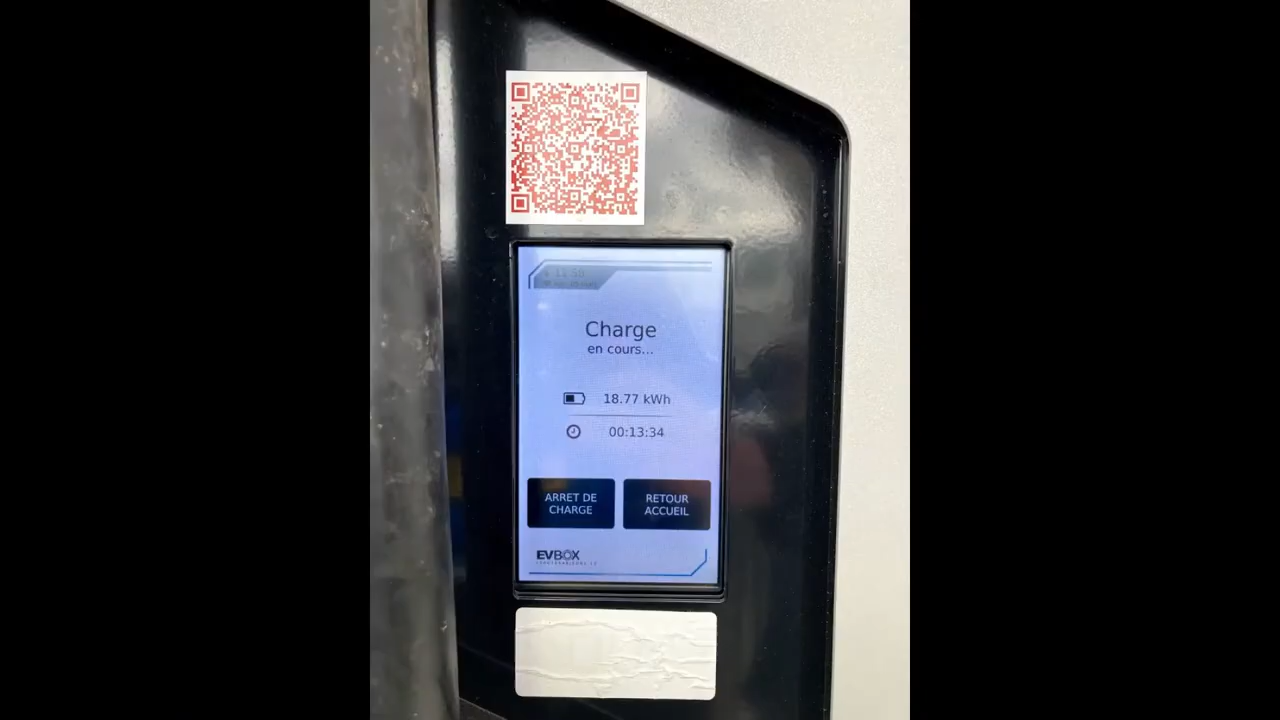 Charge
en cours...
18.77 kWh
00:13:34
ARRET DE
CHARGE
RETOUR
ACCUEIL
EVBOX